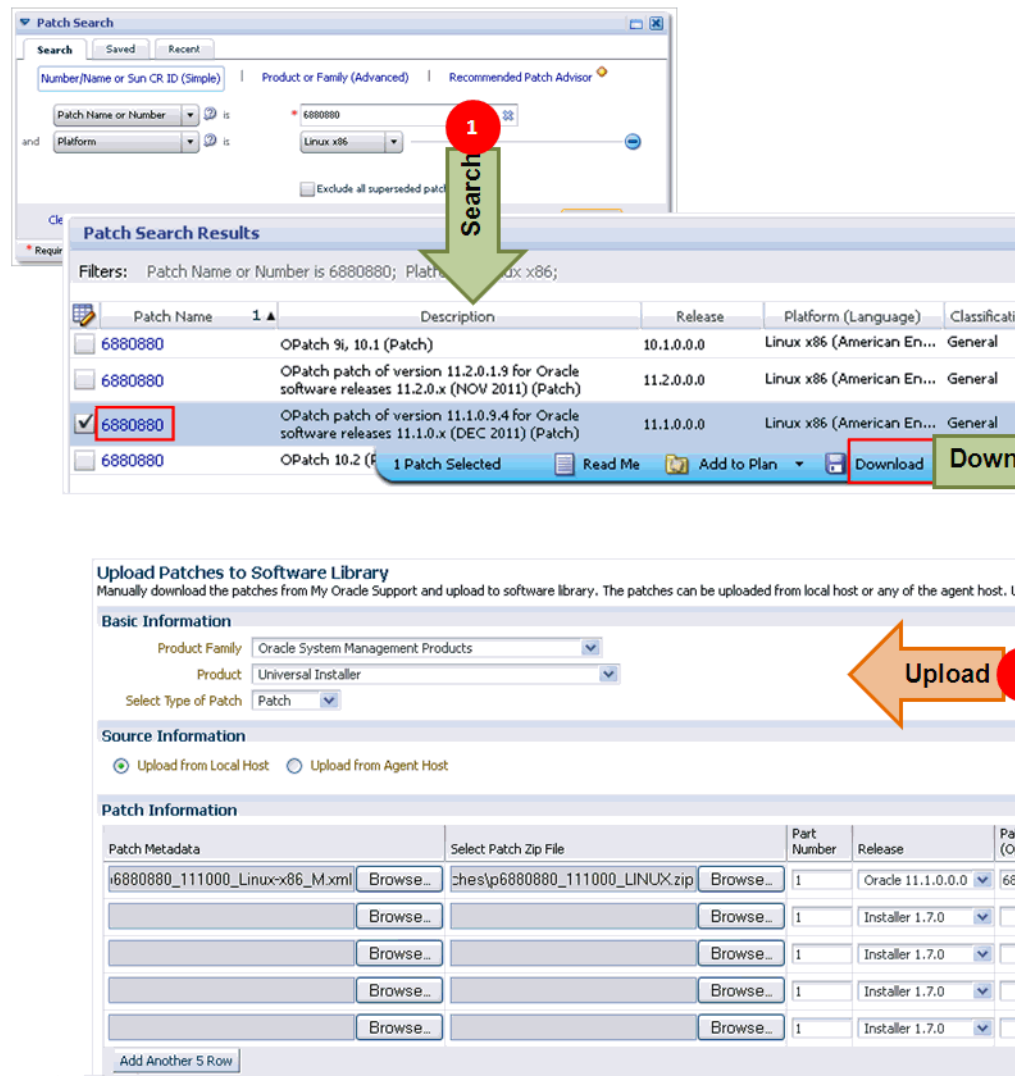 Patch Search
Search Saved Recent
Number/Name or Sun CR ID (Simple) | Product or Family (Advanced) | Recommended Patch Advisor
Patch Name or Number is * 6880880
and Platform is Linux x86
1
Search
Exclude all superseded
Patch Search Results
Filters: Patch Name or Number is 6880880; x86;
Patch Name 1 Description Release Platform (Language)
6880880 OPatch 9i, 10.1 (Patch) 10.1.0.0.0 Linux x86 (American En... General
6880880 OPatch patch of version 11.2.0.1.9 for Oracle software releases 11.2.0.x (NOV 2011) (Patch) 11.2.0.0.0 Linux x86 (American En... General
6880880 OPatch patch of version 11.1.0.9.4 for Oracle software releases 11.1.0.x (DEC 2011) (Patch) 11.1.0.0.0 Linux x86 (American En... General
6880880 OPatch 10.2
1 Patch Selected Read Me Add to Plan Download
Upload Patches to Software Library
Manually download the patches from My Oracle Support and upload to software library. The patches can be uploaded from local host or any of the agent host.
Basic Information
Product Family Oracle System Management Products
Product Universal Installer
Select Type of Patch Patch
Upload
Source Information
Upload from Local Host Upload from Agent Host
Patch Information
Patch Metadata Select Patch Zip File Part Number Release
6880880_111000_Linux-x86_M.xml Browse... ches\p6880880_111000_LINUX.zip Browse... 1 Oracle 11.1.0.0.0
Browse... Browse... 1 Installer 1.7.0
Browse... Browse... 1 Installer 1.7.0
Browse... Browse... 1 Installer 1.7.0
Browse... Browse... 1 Installer 1.7.0
Add Another 5 Row